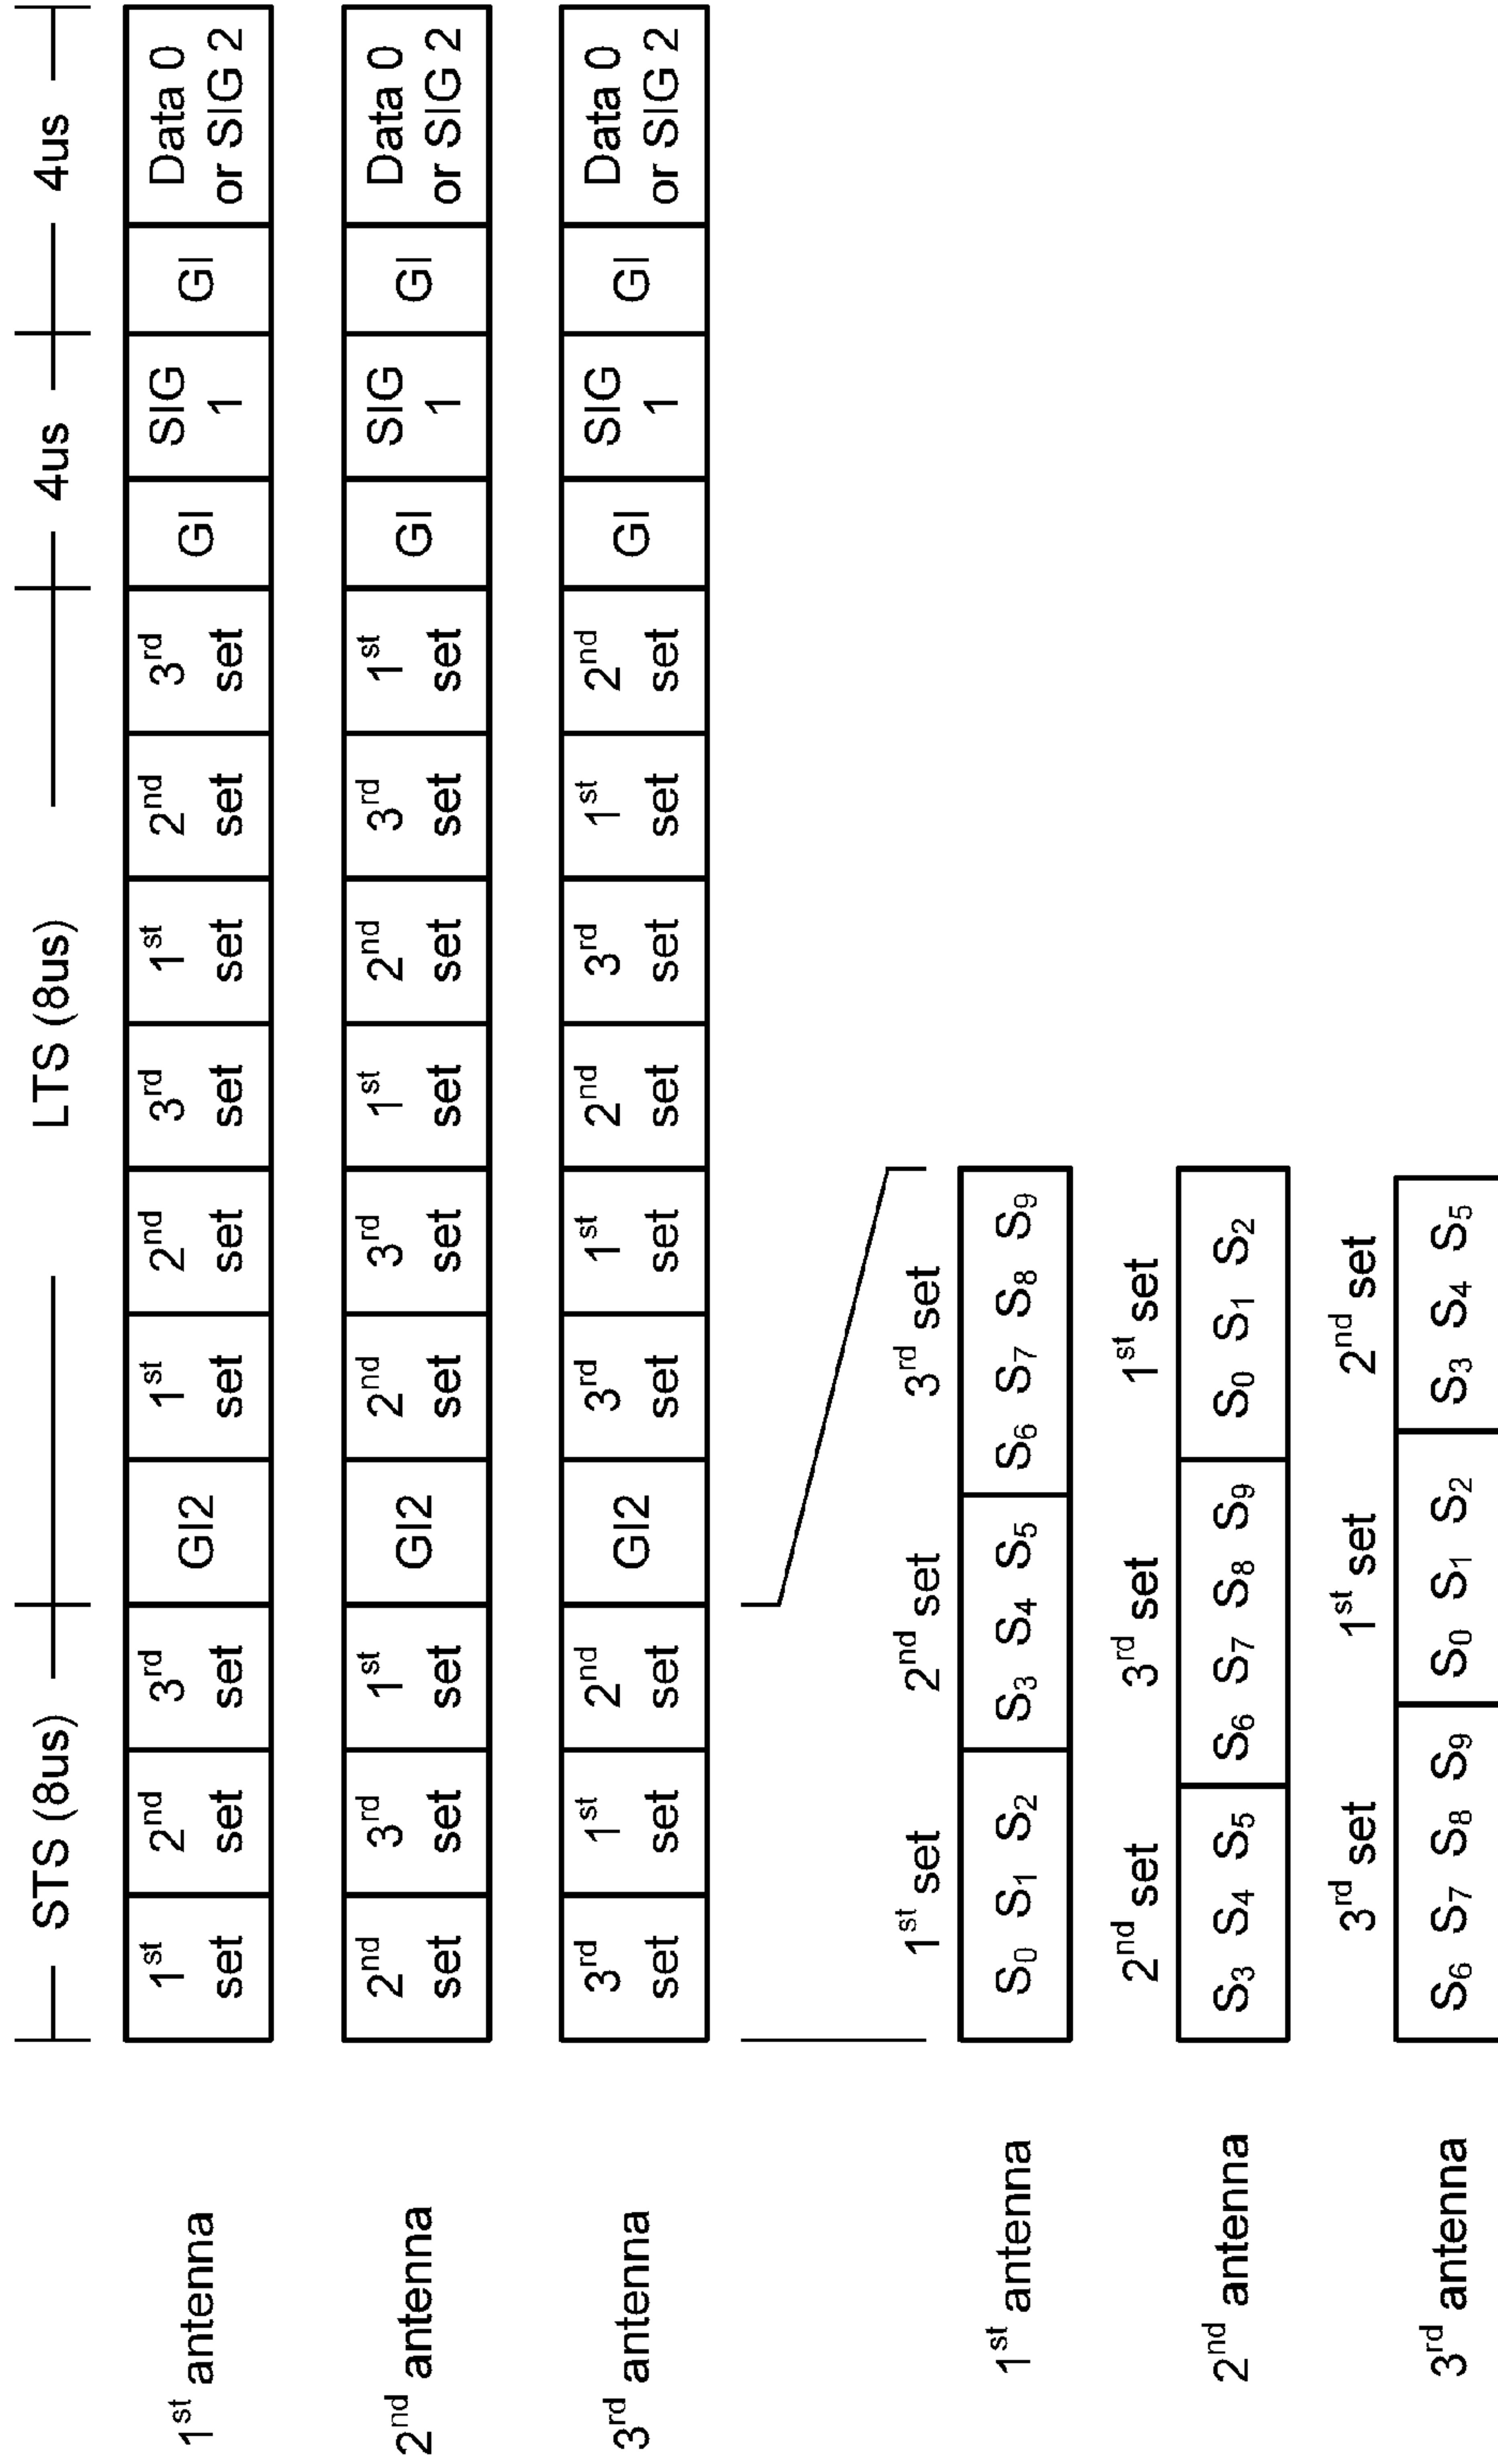 STS (8us) LTS (8us) 4us 4us
1st antenna
1st set 2nd set 3rd set GI2 1st set 2nd set 3rd set 1st set 2nd set 3rd set GI SIG 1 GI Data 0 or SIG 2
2nd antenna
2nd set 3rd set 1st set GI2 2nd set 3rd set 1st set 2nd set 3rd set 1st set GI SIG 1 GI Data 0 or SIG 2
3rd antenna
3rd set 1st set 2nd set GI2 3rd set 1st set 2nd set 3rd set 1st set 2nd set GI SIG 1 GI Data 0 or SIG 2
1st set 2nd set 3rd set
1st antenna S0 S1 S2 S3 S4 S5 S6 S7 S8 S9
2nd set 3rd set 1st set
2nd antenna S3 S4 S5 S6 S7 S8 S9 S0 S1 S2
3rd set 1st set 2nd set
3rd antenna S6 S7 S8 S9 S0 S1 S2 S3 S4 S5